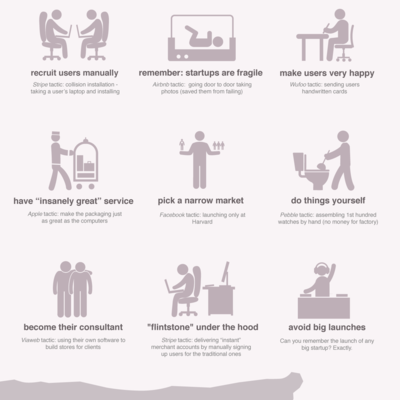 recruit users manually
Stripe tactic: collision installation -
taking a user's laptop and installing
remember: startups are fragile
Airbnb tactic: going door to door taking
photos (saved them from failing)
make users very happy
Wufoo tactic: sending users
handwritten cards
have "insanely great" service
Apple tactic: make the packaging just
as great as the computers
pick a narrow market
Facebook tactic: launching only at
Harvard
do things yourself
Pebble tactic: assembling 1st hundred
watches by hand (no money for factory)
become their consultant
Viaweb tactic: using their own software to
build stores for clients
"flintstone" under the hood
Stripe tactic: delivering "instant"
merchant accounts by manually signing
up users for the traditional ones
avoid big launches
Can you remember the launch of any
big startup? Exactly.